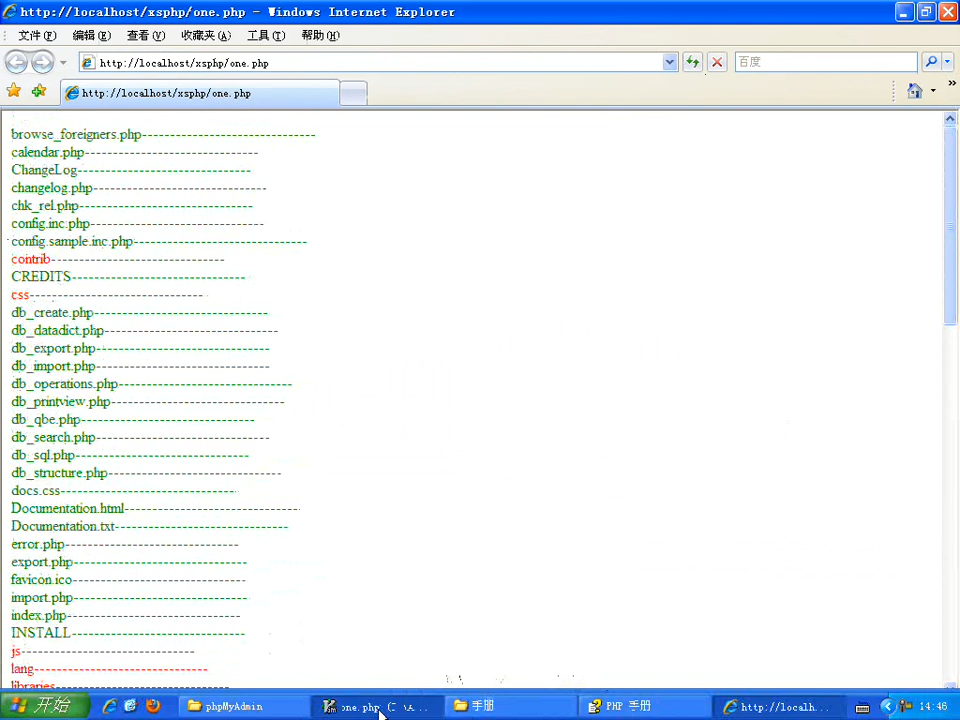 http://localhost/xsphp/one.php - Windows Internet Explorer
文件(F) 编辑(E) 查看(V) 收藏夹(A) 工具(T) 帮助(H)
http://localhost/xsphp/one.php 百度
http://localhost/xsphp/one.php
browse_foreigners.php-------------------------------
calendar.php-------------------------------
ChangeLog-------------------------------
changelog.php-------------------------------
chk_rel.php-------------------------------
config.inc.php-------------------------------
config.sample.inc.php-------------------------------
contrib-------------------------------
CREDITS-------------------------------
css-------------------------------
db_create.php-------------------------------
db_datadict.php-------------------------------
db_export.php-------------------------------
db_import.php-------------------------------
db_operations.php-------------------------------
db_printview.php-------------------------------
db_qbe.php-------------------------------
db_search.php-------------------------------
db_sql.php-------------------------------
db_structure.php-------------------------------
docs.css-------------------------------
Documentation.html-------------------------------
Documentation.txt-------------------------------
error.php-------------------------------
export.php-------------------------------
favicon.ico-------------------------------
import.php-------------------------------
index.php-------------------------------
INSTALL-------------------------------
js-------------------------------
lang-------------------------------
libraries-------------------------------
开始 phpMyAdmin one.php 手册 PHP 手册 http://localh... 14:46